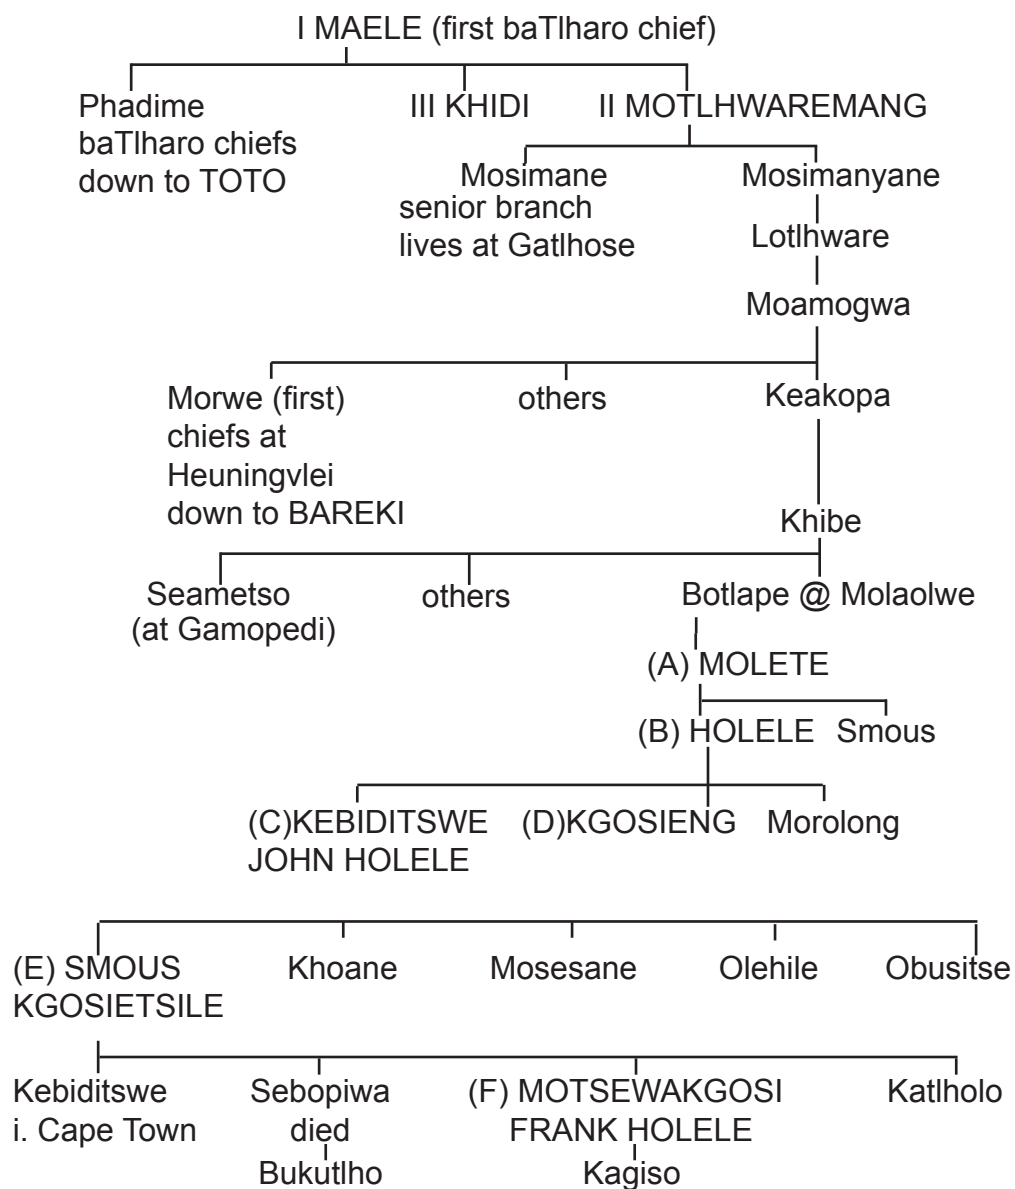 I MAELE (first baTlharo chief)
Phadime
baTlharo chiefs
down to TOTO
III KHIDI
II MOTLHWAREMANG
Mosimane
senior branch
lives at Gatlhose
Mosimanyane
Lotlhware
Moamogwa
Morwe (first)
chiefs at
Heuningvlei
down to BAREKI
others
Keakopa
Khibe
Seametso
(at Gamopedi)
others
Botlape @ Molaolwe
(A) MOLETE
(B) HOLELE
Smous
(C)KEBIDITSWE
JOHN HOLELE
(D)KGOSIENG
Morolong
(E) SMOUS
KGOSIETSILE
Khoane
Mosesane
Olehile
Obusitse
Kebiditswe
i. Cape Town
Sebopiwa
died
Bukutlho
(F) MOTSEWAKGOSI
FRANK HOLELE
Kagiso
Katlholo